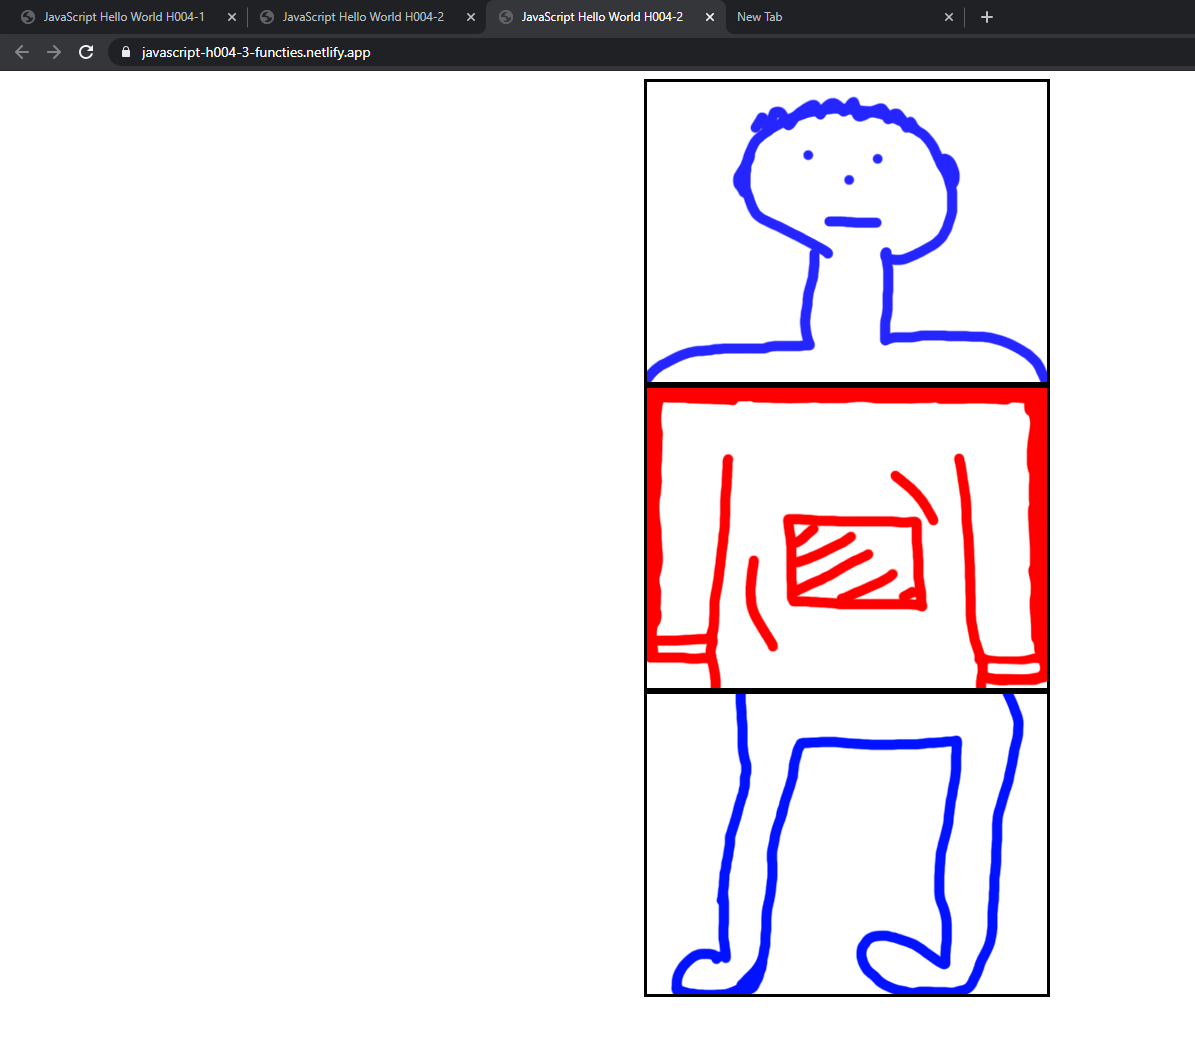 JavaScript Hello World H004-1
JavaScript Hello World H004-2
JavaScript Hello World H004-2
New Tab
javascript-h004-3-functies.netlify.app